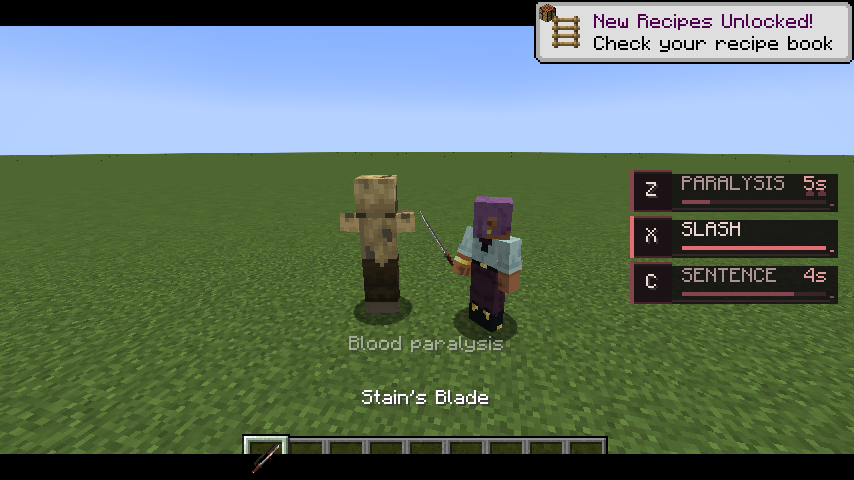 New Recipes Unlocked!
Check your recipe book
Z PARALYSIS 5s
X SLASH
C SENTENCE 4s
Blood paralysis
Stain's Blade